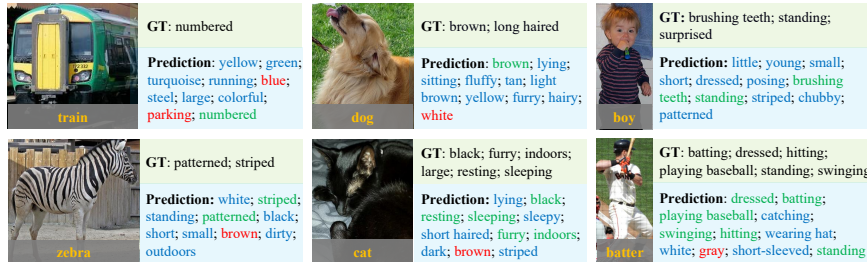 GT: numbered
Prediction: yellow; green;
turquoise; running; blue;
steel; large; colorful;
parking; numbered
train
GT: brown; long haired
Prediction: brown; lying;
sitting; fluffy; tan; light
brown; yellow; furry; hairy;
white
dog
GT: brushing teeth; standing;
surprised
Prediction: little; young; small;
short; dressed; posing; brushing
teeth; standing; striped; chubby;
patterned
boy
GT: patterned; striped
Prediction: white; striped;
standing; patterned; black;
short; small; brown; dirty;
outdoors
zebra
GT: black; furry; indoors;
large; resting; sleeping
Prediction: lying; black;
resting; sleeping; sleepy;
short haired; furry; indoors;
dark; brown; striped
cat
GT: batting; dressed; hitting;
playing baseball; standing; swinging
Prediction: dressed; batting;
playing baseball; catching;
swinging; hitting; wearing hat;
white; gray; short-sleeved; standing
batter